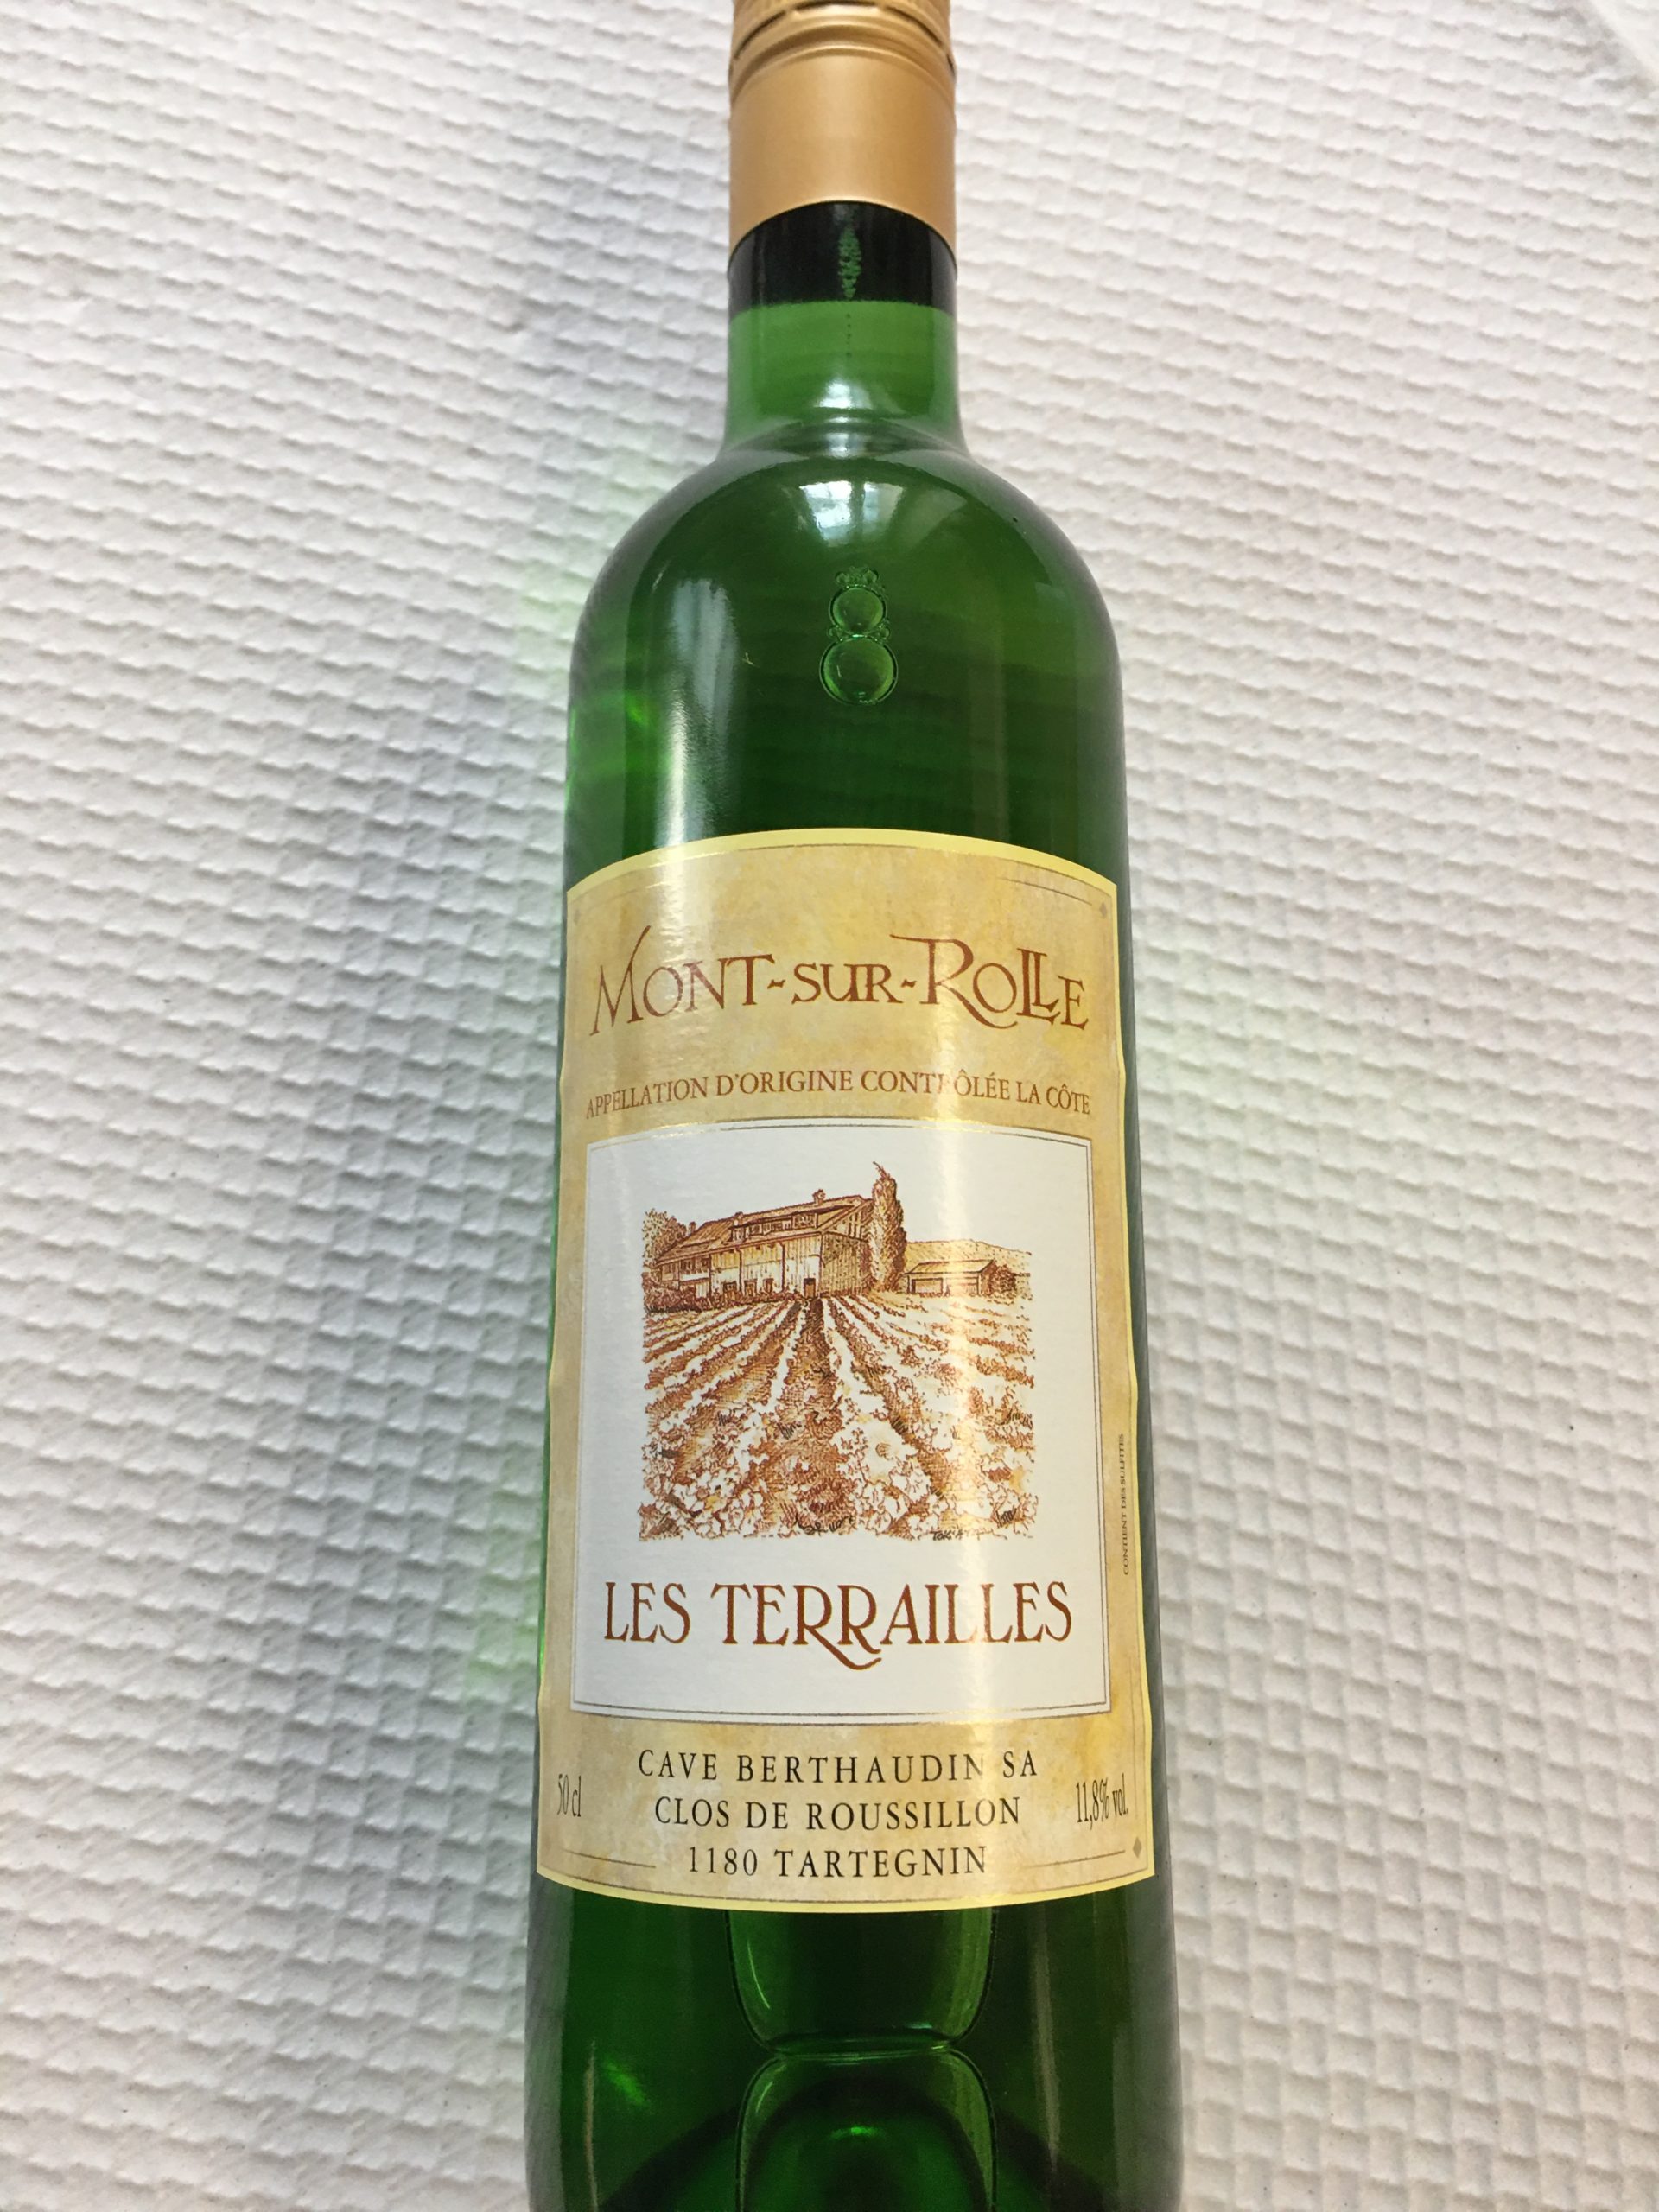 MONT-SUR-ROLLE
APPELLATION D'ORIGINE CONTRÔLÉE LA CÔTE
CONTIENT DES SULFITES
LES TERRAILLES
CAVE BERTHAUDIN SA
50 cl
CLOS DE ROUSSILLON
11,8% vol.
1180 TARTEGNIN